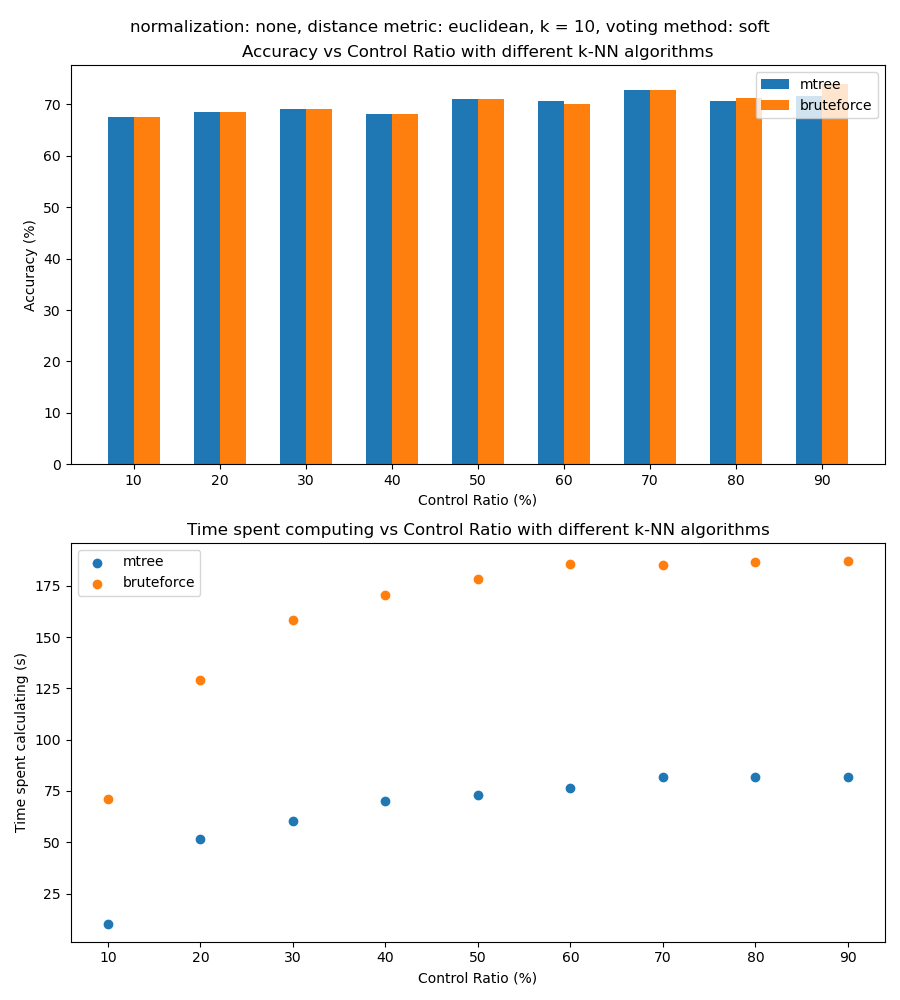 normalization: none, distance metric: euclidean, k = 10, voting method: soft
Accuracy vs Control Ratio with different k-NN algorithms
mtree
bruteforce
70
60
50
40
30
20
10
0
Accuracy (%)
10 20 30 40 50 60 70 80 90
Control Ratio (%)
Time spent computing vs Control Ratio with different k-NN algorithms
mtree
bruteforce
175
150
125
100
75
50
25
Time spent calculating (s)
10 20 30 40 50 60 70 80 90
Control Ratio (%)